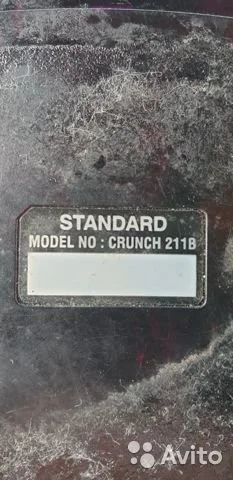 STANDARD
MODEL NO : CRUNCH 211B
Avito